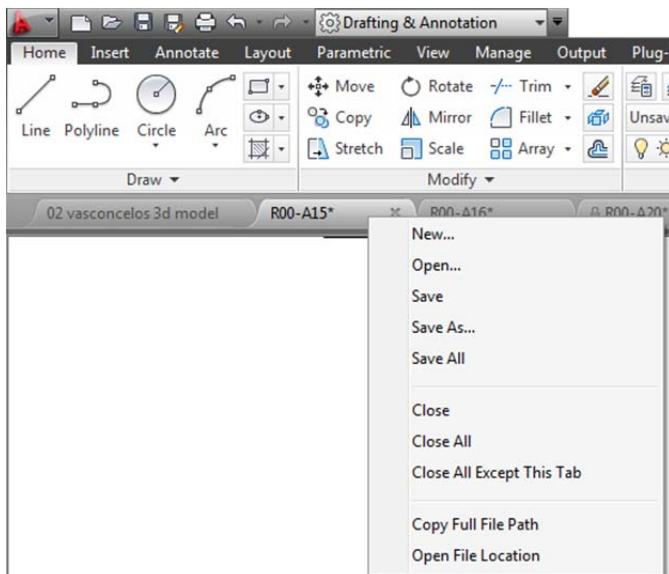 Drafting & Annotation
Home Insert Annotate Layout Parametric View Manage Output Plug-
Move Rotate Trim
Copy Mirror Fillet Unsav
Line Polyline Circle Arc
Stretch Scale Array
Draw Modify
02 vasconcelos 3d model R00-A15* R00-A16* R00-A20*
New...
Open...
Save
Save As...
Save All
Close
Close All
Close All Except This Tab
Copy Full File Path
Open File Location